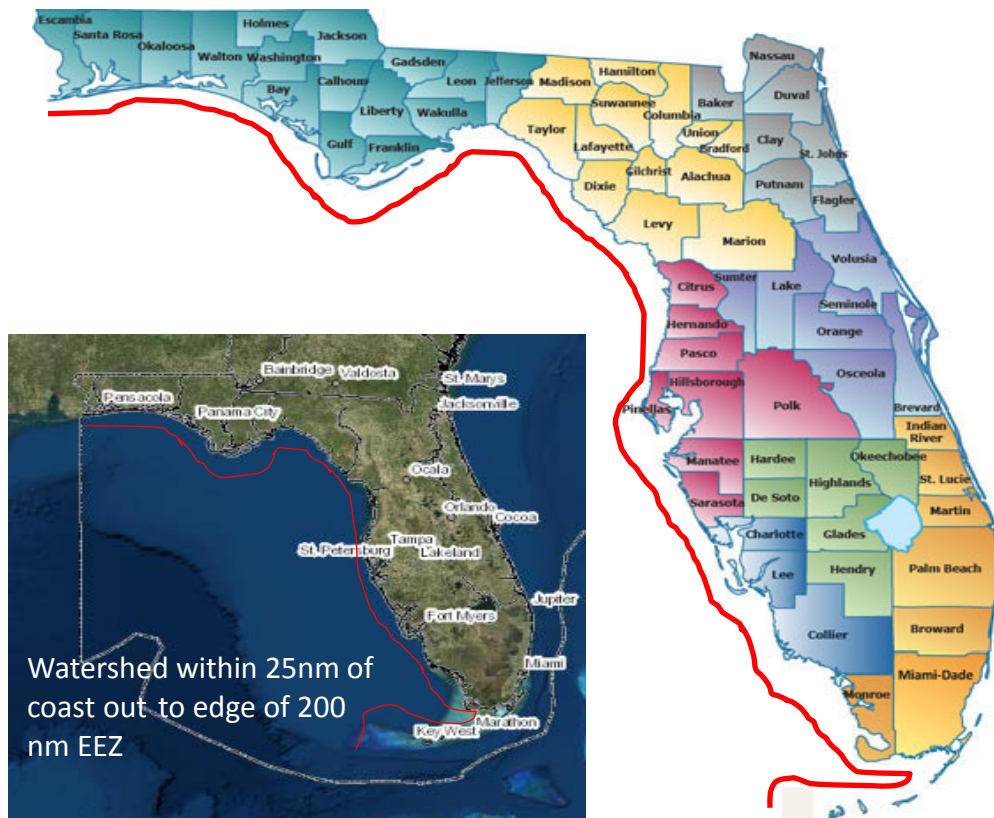 Escambia
Santa Rosa
Okaloosa
Walton
Holmes
Washington
Jackson
Bay
Calhoun
Gulf
Liberty
Franklin
Gadsden
Leon
Wakulla
Jefferson
Madison
Hamilton
Suwannee
Columbia
Taylor
Lafayette
Dixie
Gilchrist
Union
Bradford
Alachua
Levy
Marion
Nassau
Duval
Baker
Clay
St. Johns
Putnam
Flagler
Volusia
Citrus
Sumter
Lake
Seminole
Hernando
Orange
Pasco
Hillsborough
Pinellas
Polk
Osceola
Brevard
Indian
River
Manatee
Hardee
Highlands
Okeechobee
St. Lucie
Sarasota
De Soto
Martin
Charlotte
Glades
Lee
Hendry
Palm Beach
Collier
Broward
Monroe
Miami-Dade
Pensacola
Panama City
Bainbridge
Valdosta
St. Marys
Jacksonville
Ocala
Orlando
Cocoa
St. Petersburg
Tampa
Lakeland
Fort Myers
Jupiter
Miami
Marathon
Key West
Watershed within 25nm of
coast out to edge of 200
nm EEZ